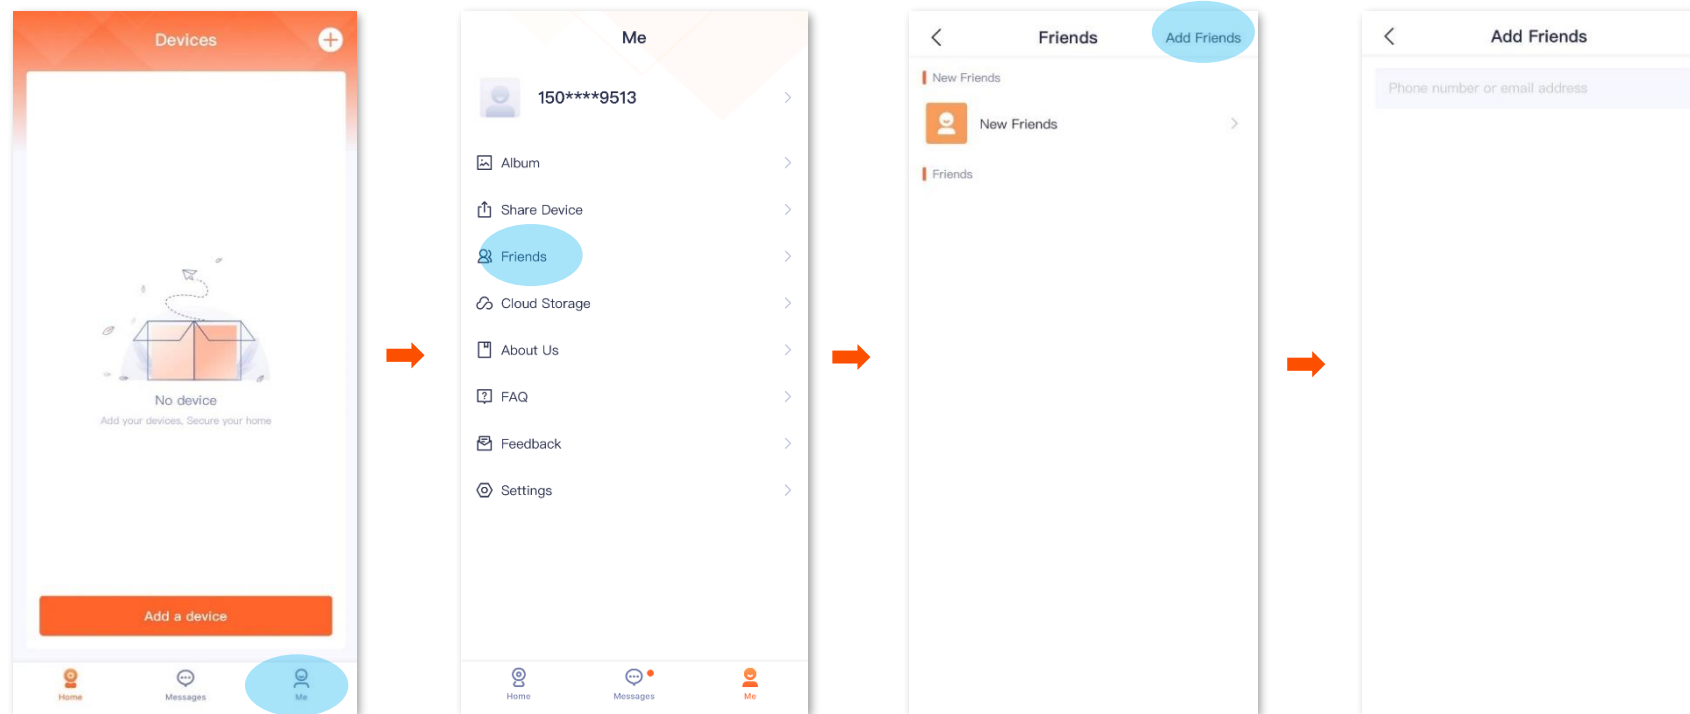 Devices
No device
Add your devices, Secure your home
Add a device
Home
Messages
Me
Me
150****9513
Album
Share Device
Friends
Cloud Storage
About Us
FAQ
Feedback
Settings
Home
Messages
Me
Friends
Add Friends
New Friends
New Friends
Friends
Add Friends
Phone number or email address